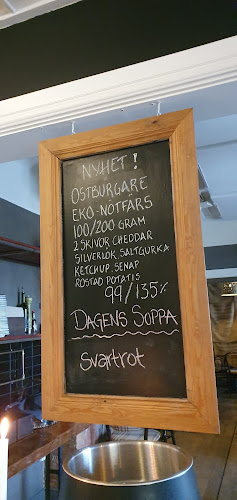 NYHET!
OSTBURGARE
EKO-NÖTFÄRS
100/200 GRAM
2 SKIVOR CHEDDAR
SILVERLÖK, SALTGURKA
KETCHUP, SENAP
ROSTAD POTATIS
99/135:-
DAGENS SOPPA
Svartrot